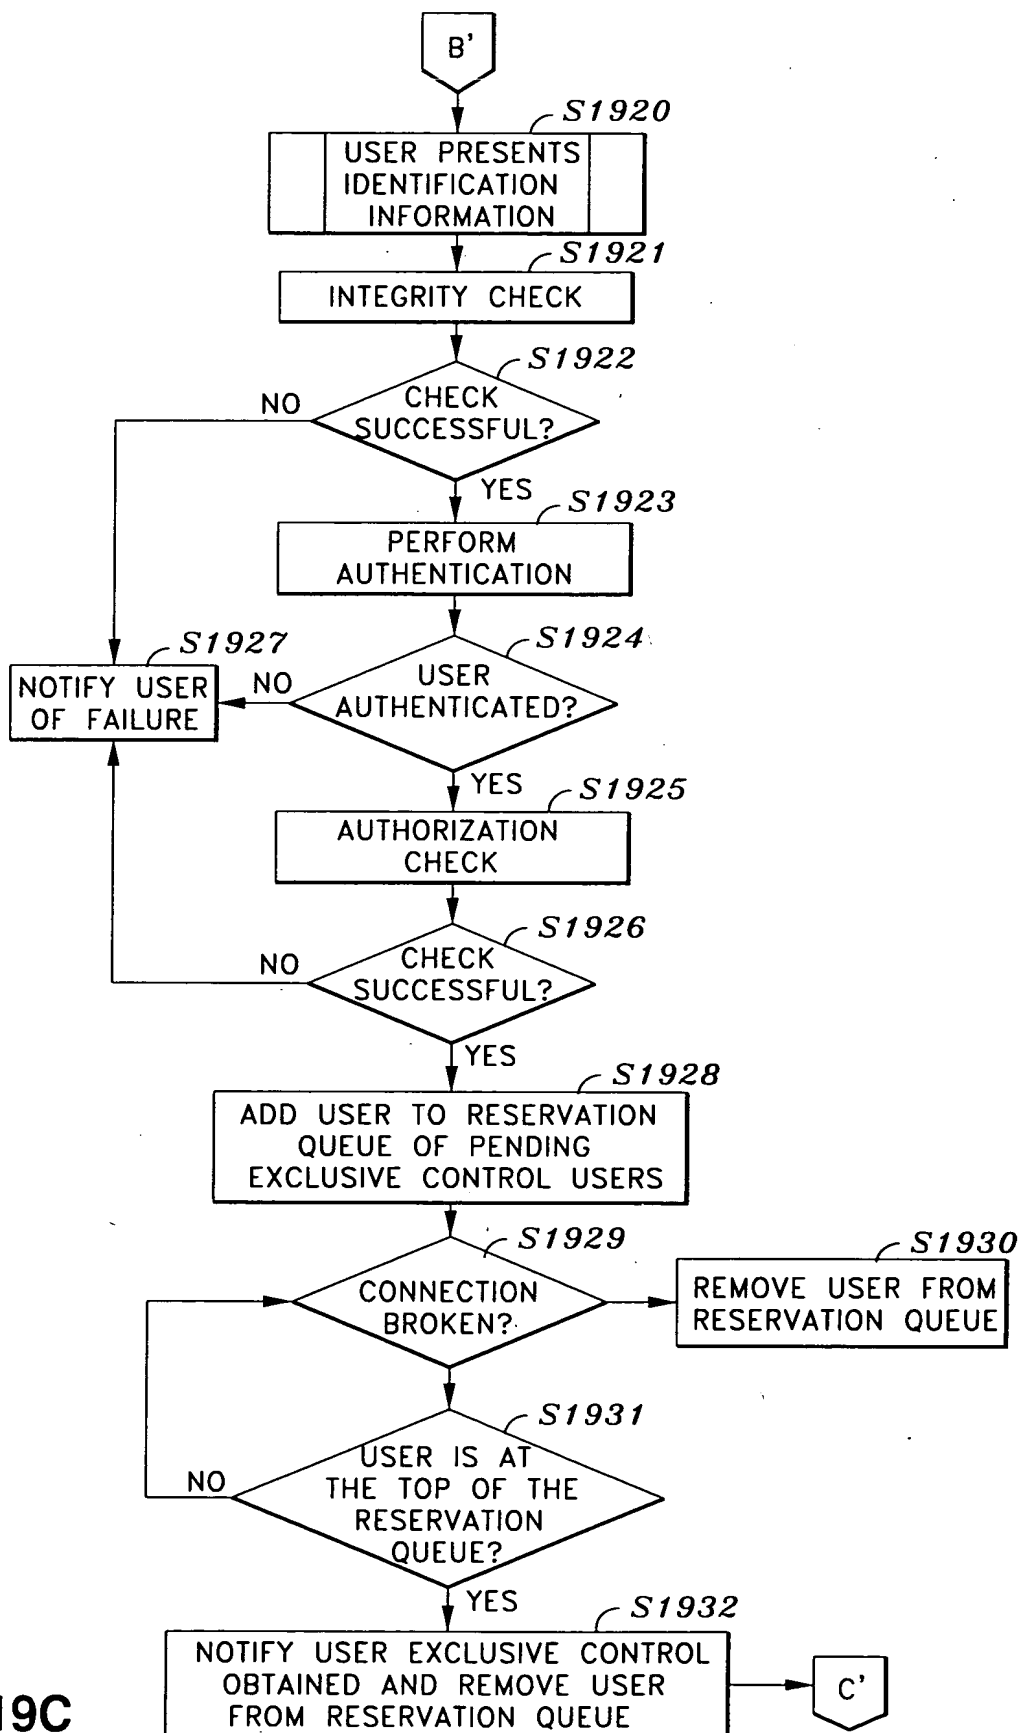 B'
S1920
USER PRESENTS
IDENTIFICATION
INFORMATION
S1921
INTEGRITY CHECK
S1922
CHECK
SUCCESSFUL?
NO
YES
S1923
PERFORM
AUTHENTICATION
S1924
USER
AUTHENTICATED?
NO
S1927
NOTIFY USER
OF FAILURE
YES
S1925
AUTHORIZATION
CHECK
S1926
CHECK
SUCCESSFUL?
NO
YES
S1928
ADD USER TO RESERVATION
QUEUE OF PENDING
EXCLUSIVE CONTROL USERS
S1929
CONNECTION
BROKEN?
S1930
REMOVE USER FROM
RESERVATION QUEUE
S1931
USER IS AT
THE TOP OF THE
RESERVATION
QUEUE?
NO
YES
S1932
NOTIFY USER EXCLUSIVE CONTROL
OBTAINED AND REMOVE USER
FROM RESERVATION QUEUE
C'
19C